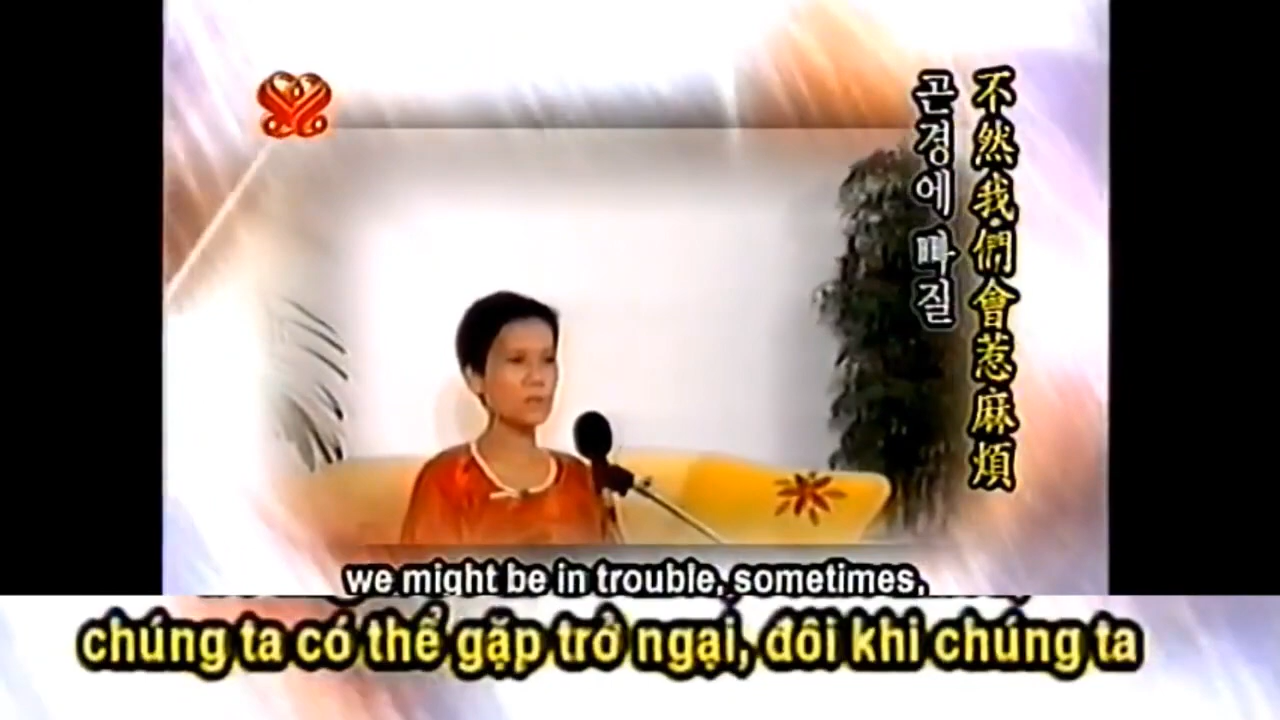 不然我們會惹麻煩
곤경에 빠질
we might be in trouble, sometimes,
chúng ta có thể gặp trở ngại, đôi khi chúng ta